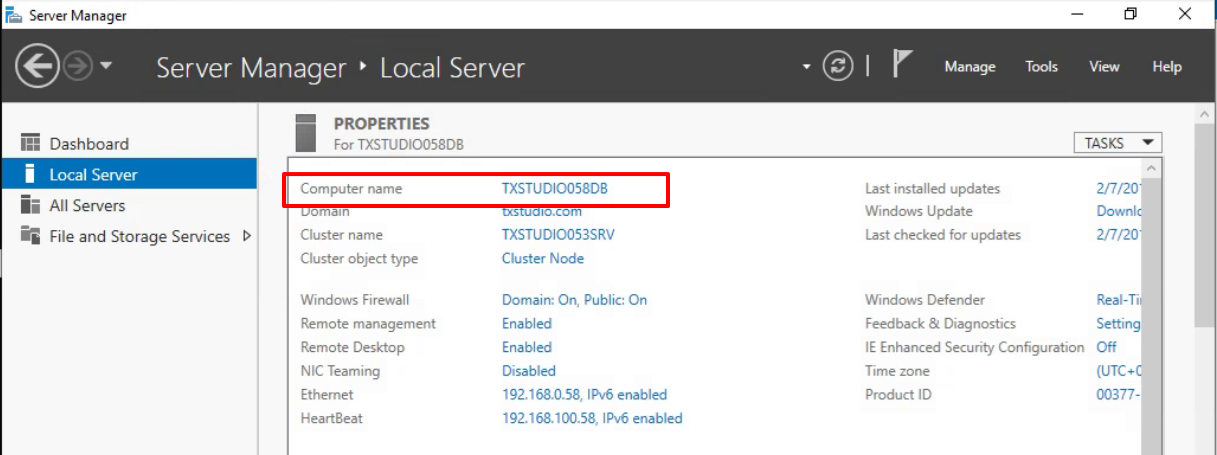 Server Manager
Server Manager • Local Server
Manage Tools View Help
Dashboard
Local Server
All Servers
File and Storage Services
PROPERTIES
For TXSTUDIO058DB
TASKS
Computer name TXSTUDIO058DB
Domain txstudio.com
Cluster name TXSTUDIO053SRV
Cluster object type Cluster Node
Last installed updates 2/7/201
Windows Update Downlo
Last checked for updates 2/7/201
Windows Firewall Domain: On, Public: On
Remote management Enabled
Remote Desktop Enabled
NIC Teaming Disabled
Ethernet 192.168.0.58, IPv6 enabled
HeartBeat 192.168.100.58, IPv6 enabled
Windows Defender Real-Ti
Feedback & Diagnostics Setting
IE Enhanced Security Configuration Off
Time zone (UTC+0
Product ID 00377-